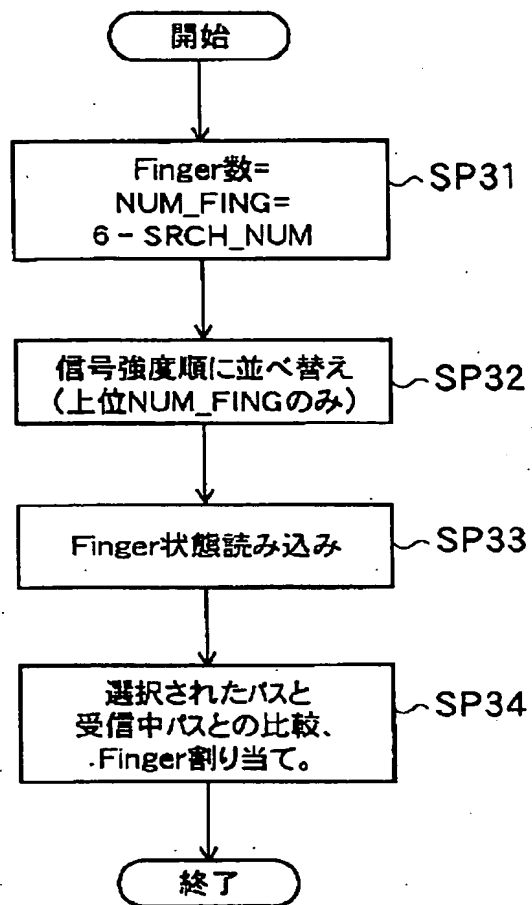 開始
Finger数=
NUM_FING=
6 - SRCH_NUM
SP31
信号強度順に並べ替え
(上位NUM_FINGのみ)
SP32
Finger状態読み込み
SP33
選択されたパスと
受信中パスとの比較、
Finger割り当て。
SP34
終了